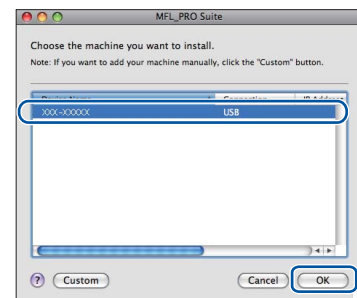 MFL_PRO Suite
Choose the machine you want to install.
Note: If you want to add your machine manually, click the "Custom" button.
XXX-XXXXX USB
? Custom Cancel OK